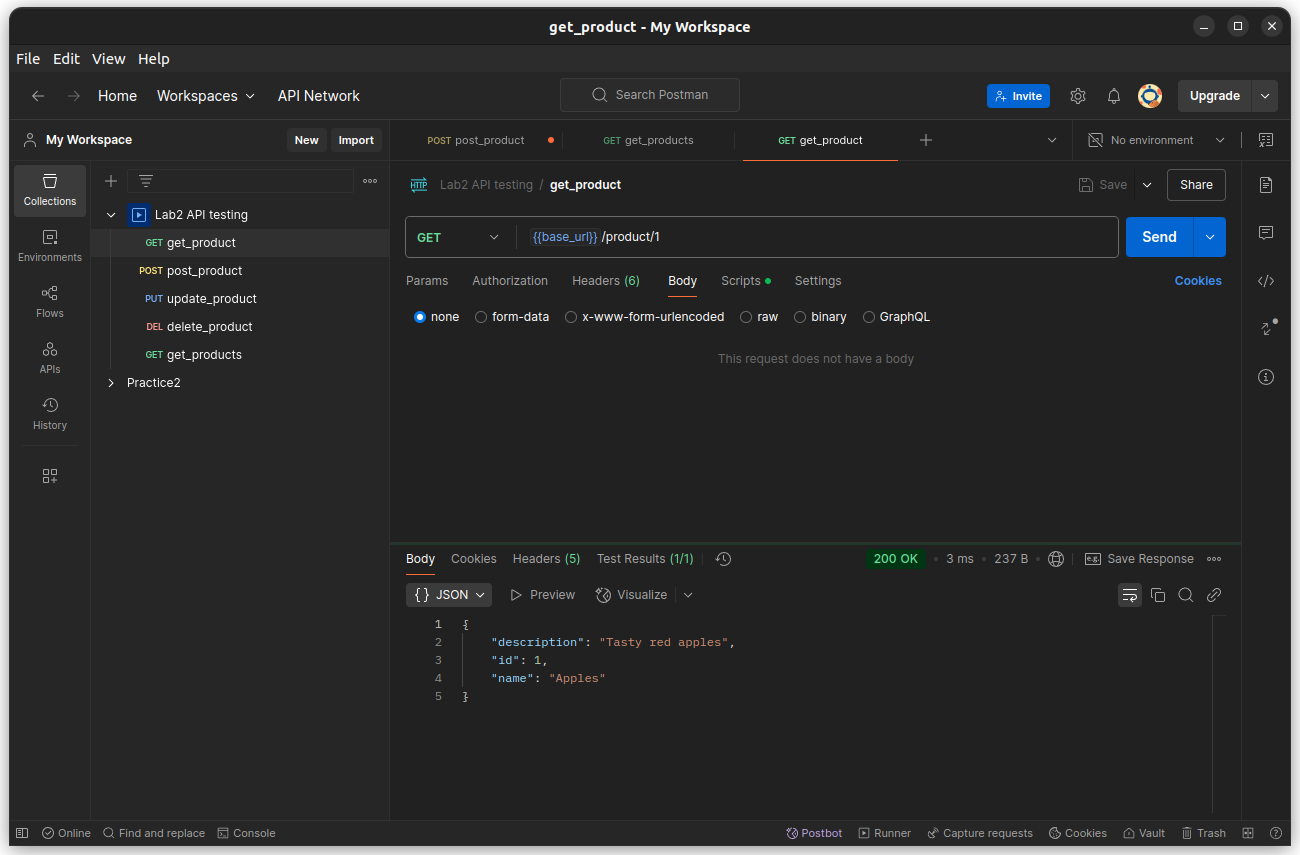 get_product - My Workspace
File Edit View Help
Home Workspaces API Network Search Postman Invite Upgrade
My Workspace New Import
POST post_product GET get_products GET get_product No environment
Collections
Environments
Flows
APIs
History
Lab2 API testing
GET get_product
POST post_product
PUT update_product
DEL delete_product
GET get_products
Practice2
HTTP Lab2 API testing / get_product Save Share
GET {{base_url}} /product/1 Send
Params Authorization Headers (6) Body Scripts Settings Cookies
none form-data x-www-form-urlencoded raw binary GraphQL
This request does not have a body
Body Cookies Headers (5) Test Results (1/1) 200 OK 3 ms 237 B e.g. Save Response
{} JSON Preview Visualize
1 {
2 "description": "Tasty red apples",
3 "id": 1,
4 "name": "Apples"
5 }
Online Find and replace Console Postbot Runner Capture requests Cookies Vault Trash